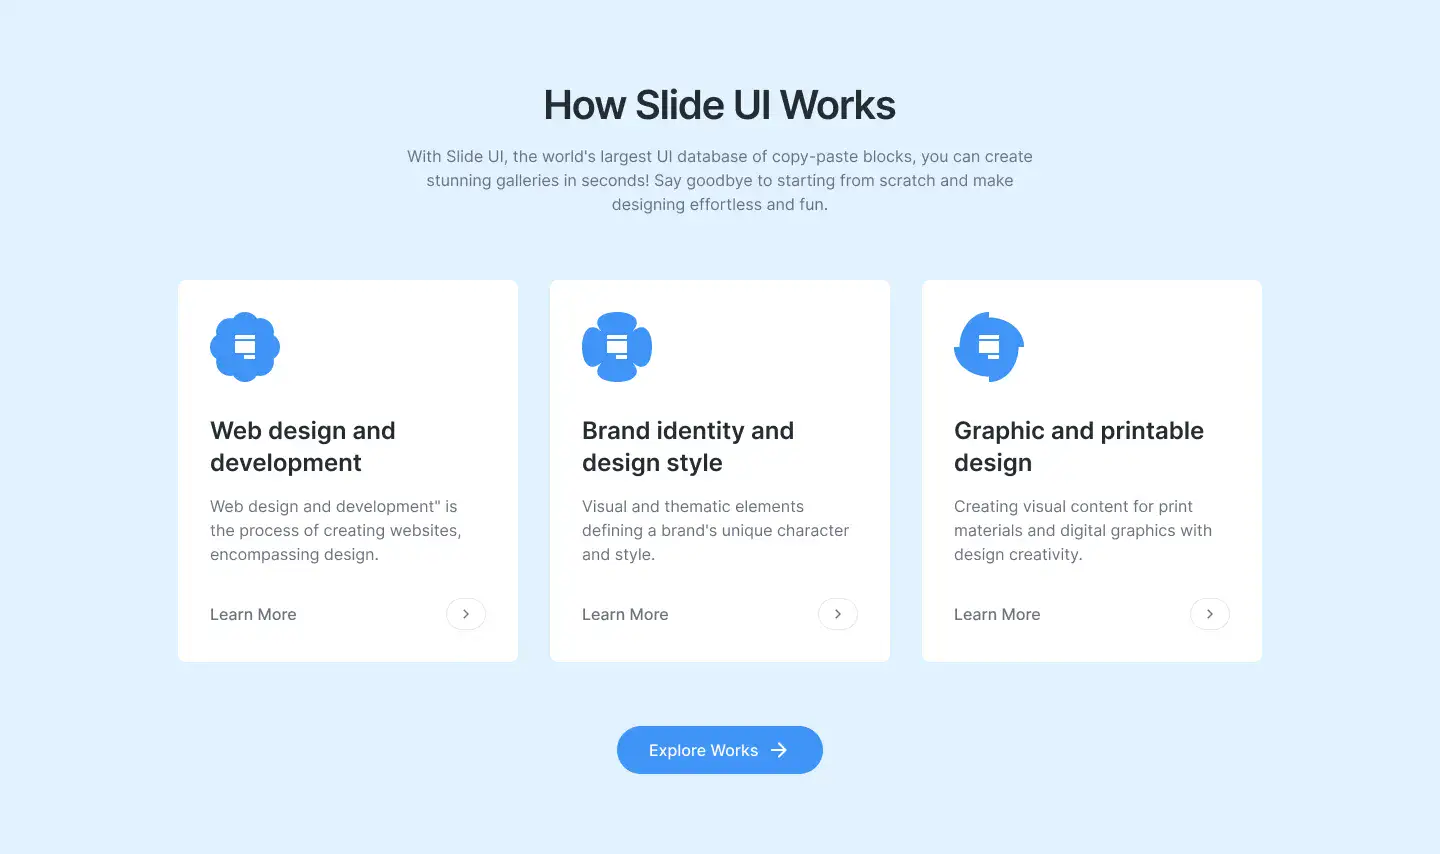 How Slide UI Works
With Slide UI, the world's largest UI database of copy-paste blocks, you can create
stunning galleries in seconds! Say goodbye to starting from scratch and make
designing effortless and fun.
Web design and
development
Web design and development" is
the process of creating websites,
encompassing design.
Learn More
Brand identity and
design style
Visual and thematic elements
defining a brand's unique character
and style.
Learn More
Graphic and printable
design
Creating visual content for print
materials and digital graphics with
design creativity.
Learn More
Explore Works